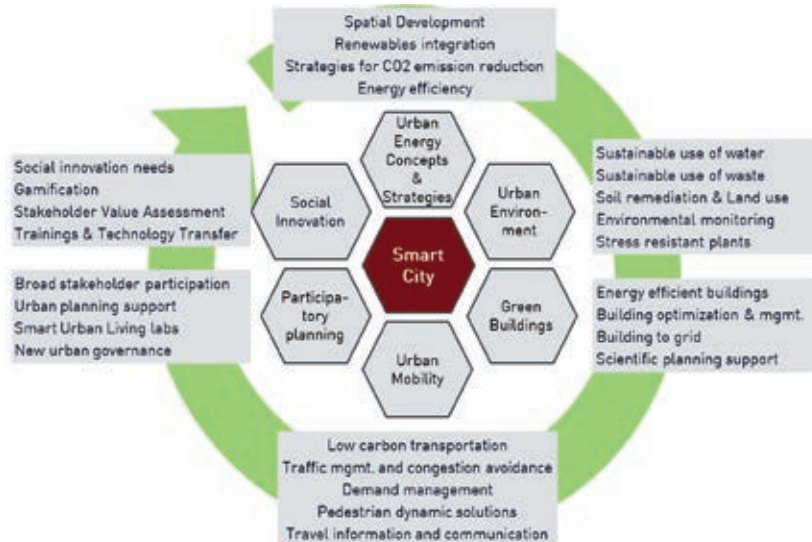 Spatial Development
Renewables integration
Strategies for CO2 emission reduction
Energy efficiency
Urban
Energy
Concepts
&
Strategies
Social innovation needs
Gamification
Stakeholder Value Assessment
Trainings & Technology Transfer
Social
Innovation
Urban
Environ-
ment
Sustainable use of water
Sustainable use of waste
Soil remediation & Land use
Environmental monitoring
Stress resistant plants
Smart
City
Broad stakeholder participation
Urban planning support
Smart Urban Living labs
New urban governance
Participa-
tory
planning
Green
Buildings
Energy efficient buildings
Building optimization & mgmt.
Building to grid
Scientific planning support
Urban
Mobility
Low carbon transportation
Traffic mgmt. and congestion avoidance
Demand management
Pedestrian dynamic solutions
Travel information and communication